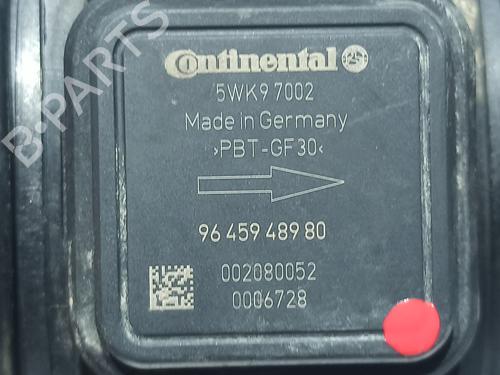 Continental
5WK9 7002
Made in Germany
>PBT-GF30<
96 459 489 80
002080052
0006728
B-PARTS